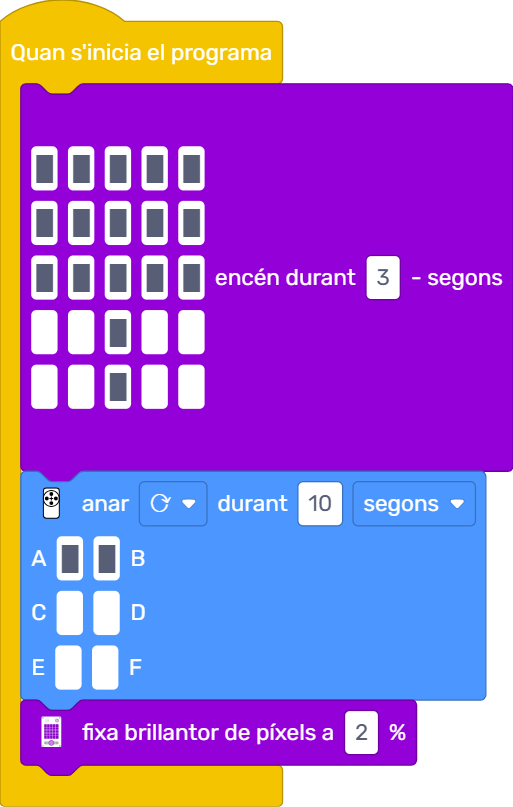 Quan s'inicia el programa
encén durant 3 - segons
anar durant 10 segons
A B
C D
E F
fixa brillantor de píxels a 2 %